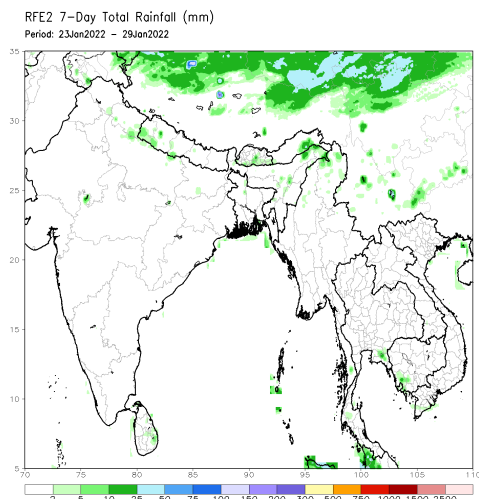 RFE2 7-Day Total Rainfall (mm)
Period: 23Jan2022 - 29Jan2022
35
30
25
20
15
10
5
70 75 80 85 90 95 100 105 110
2 5 10 20 50 100 150 200 300 500 750 1000 1500 2500